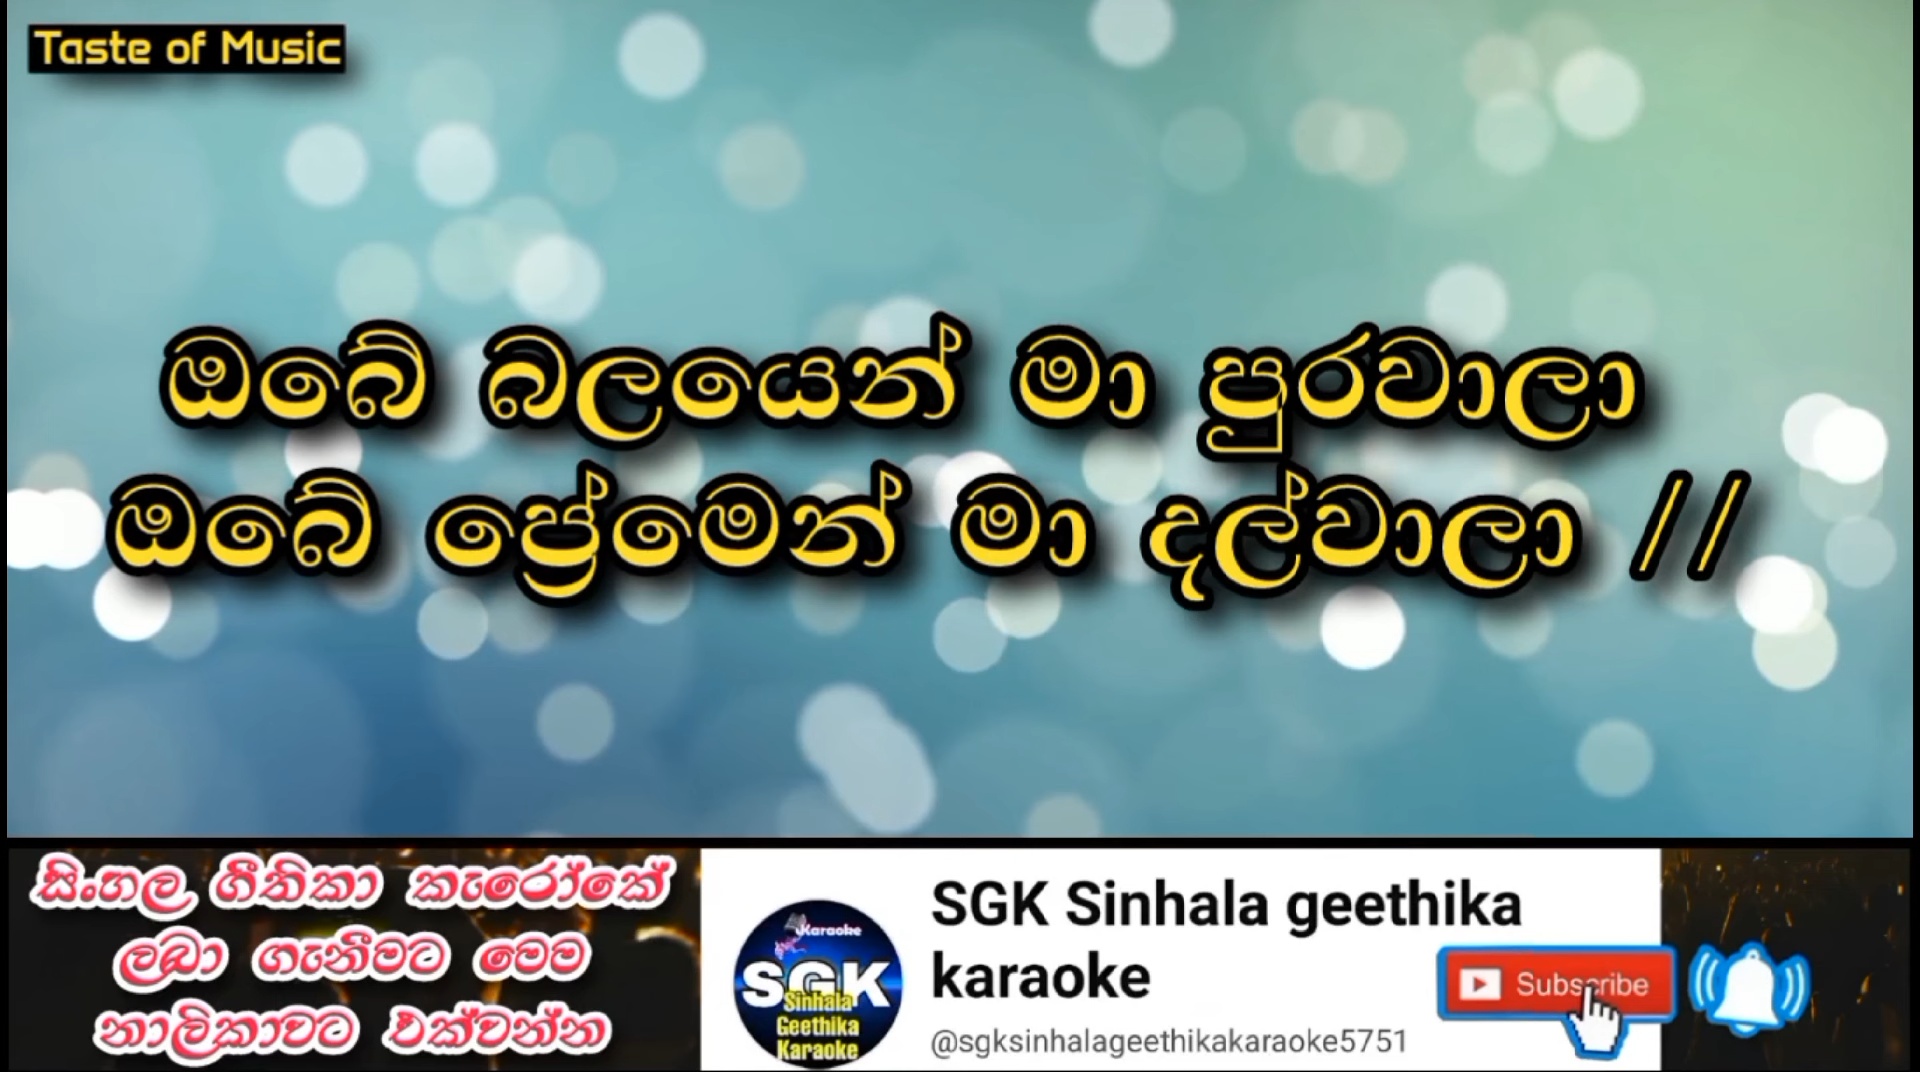 Taste of Music
ඔබේ බලයෙන් මා පුරවාලා
ඔබේ ප්‍රේමෙන් මා දල්වාලා //
සිංහල ගීතිකා කැරෝකේ
ලබා ගැනීමට මෙම
නාලිකාවට එක්වන්න
Karaoke
SGK
Sinhala
Geethika
Karaoke
SGK Sinhala geethika
karaoke
@sgksinhalageethikakaraoke5751
Subscribe